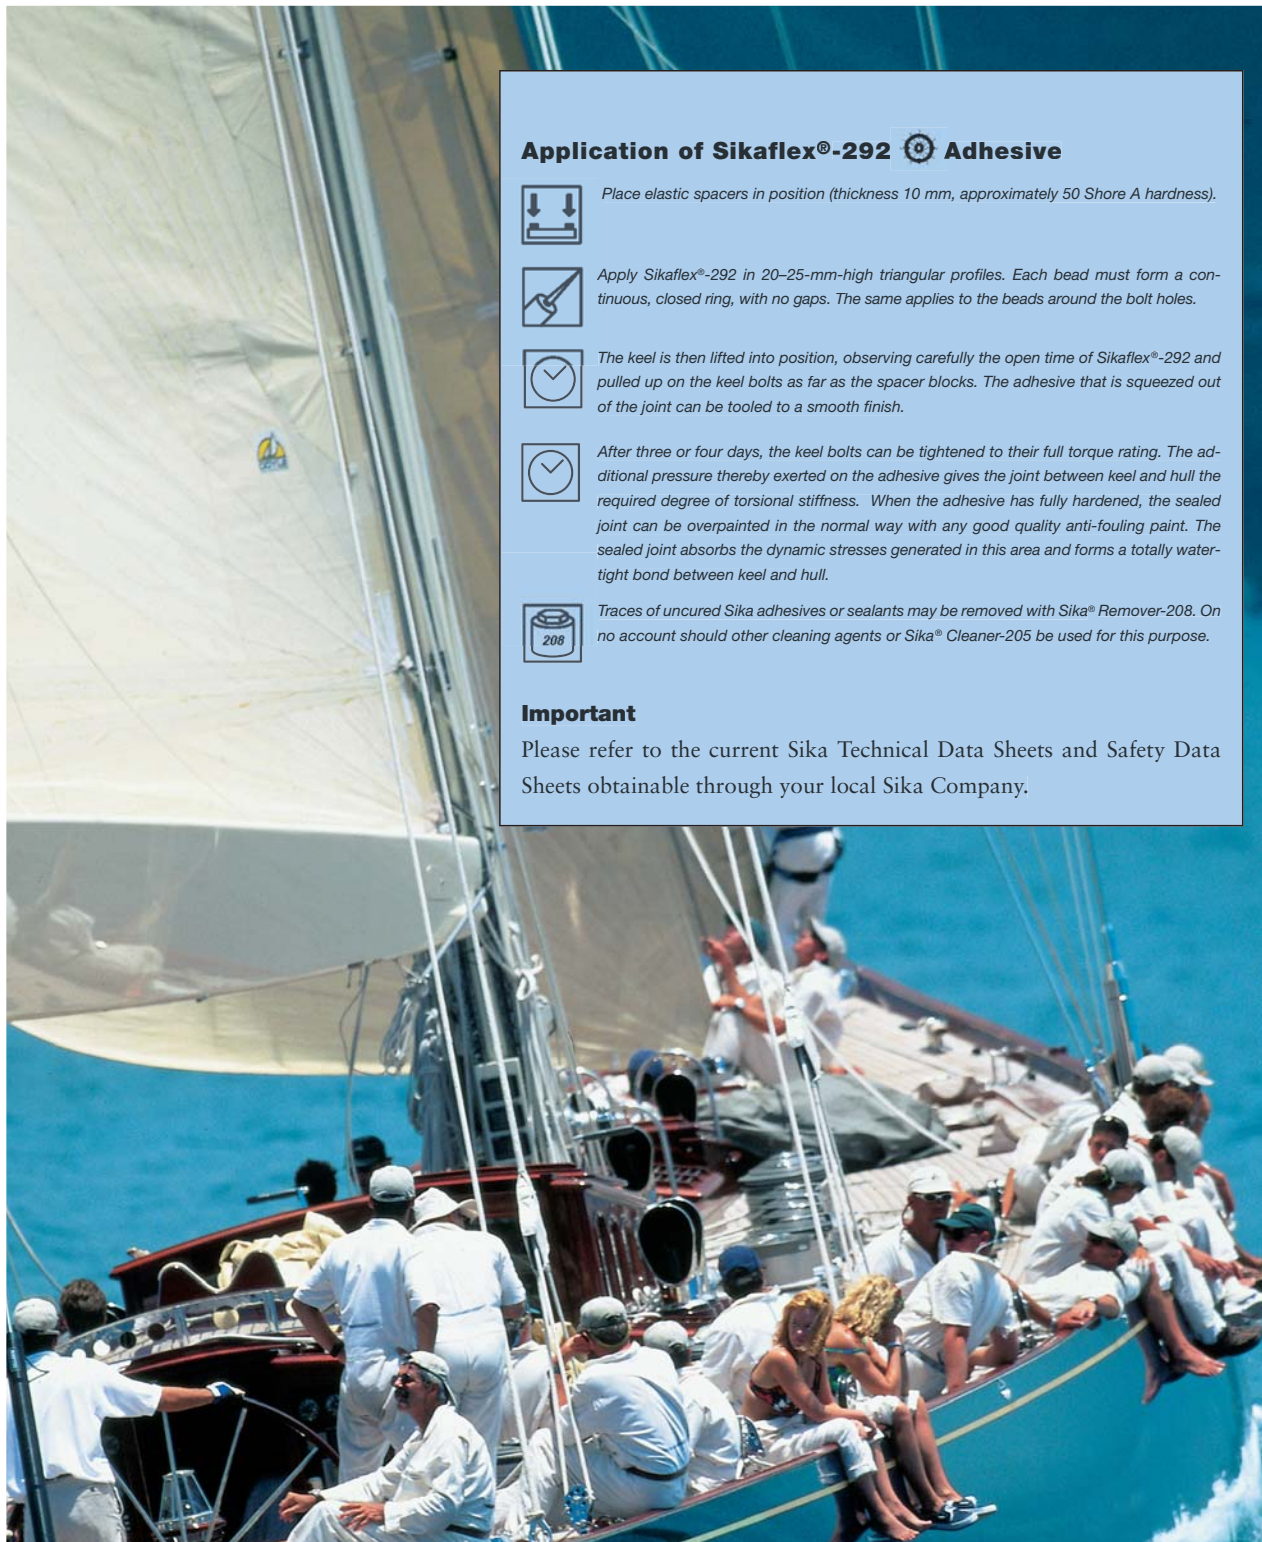 Application of Sikaflex®-292 Adhesive
Place elastic spacers in position (thickness 10 mm, approximately 50 Shore A hardness).
Apply Sikaflex®-292 in 20–25-mm-high triangular profiles. Each bead must form a con-
tinuous, closed ring, with no gaps. The same applies to the beads around the bolt holes.
The keel is then lifted into position, observing carefully the open time of Sikaflex®-292 and
pulled up on the keel bolts as far as the spacer blocks. The adhesive that is squeezed out
of the joint can be tooled to a smooth finish.
After three or four days, the keel bolts can be tightened to their full torque rating. The ad-
ditional pressure thereby exerted on the adhesive gives the joint between keel and hull the
required degree of torsional stiffness. When the adhesive has fully hardened, the sealed
joint can be overpainted in the normal way with any good quality anti-fouling paint. The
sealed joint absorbs the dynamic stresses generated in this area and forms a totally water-
tight bond between keel and hull.
208
Traces of uncured Sika adhesives or sealants may be removed with Sika® Remover-208. On
no account should other cleaning agents or Sika® Cleaner-205 be used for this purpose.
Important
Please refer to the current Sika Technical Data Sheets and Safety Data
Sheets obtainable through your local Sika Company.